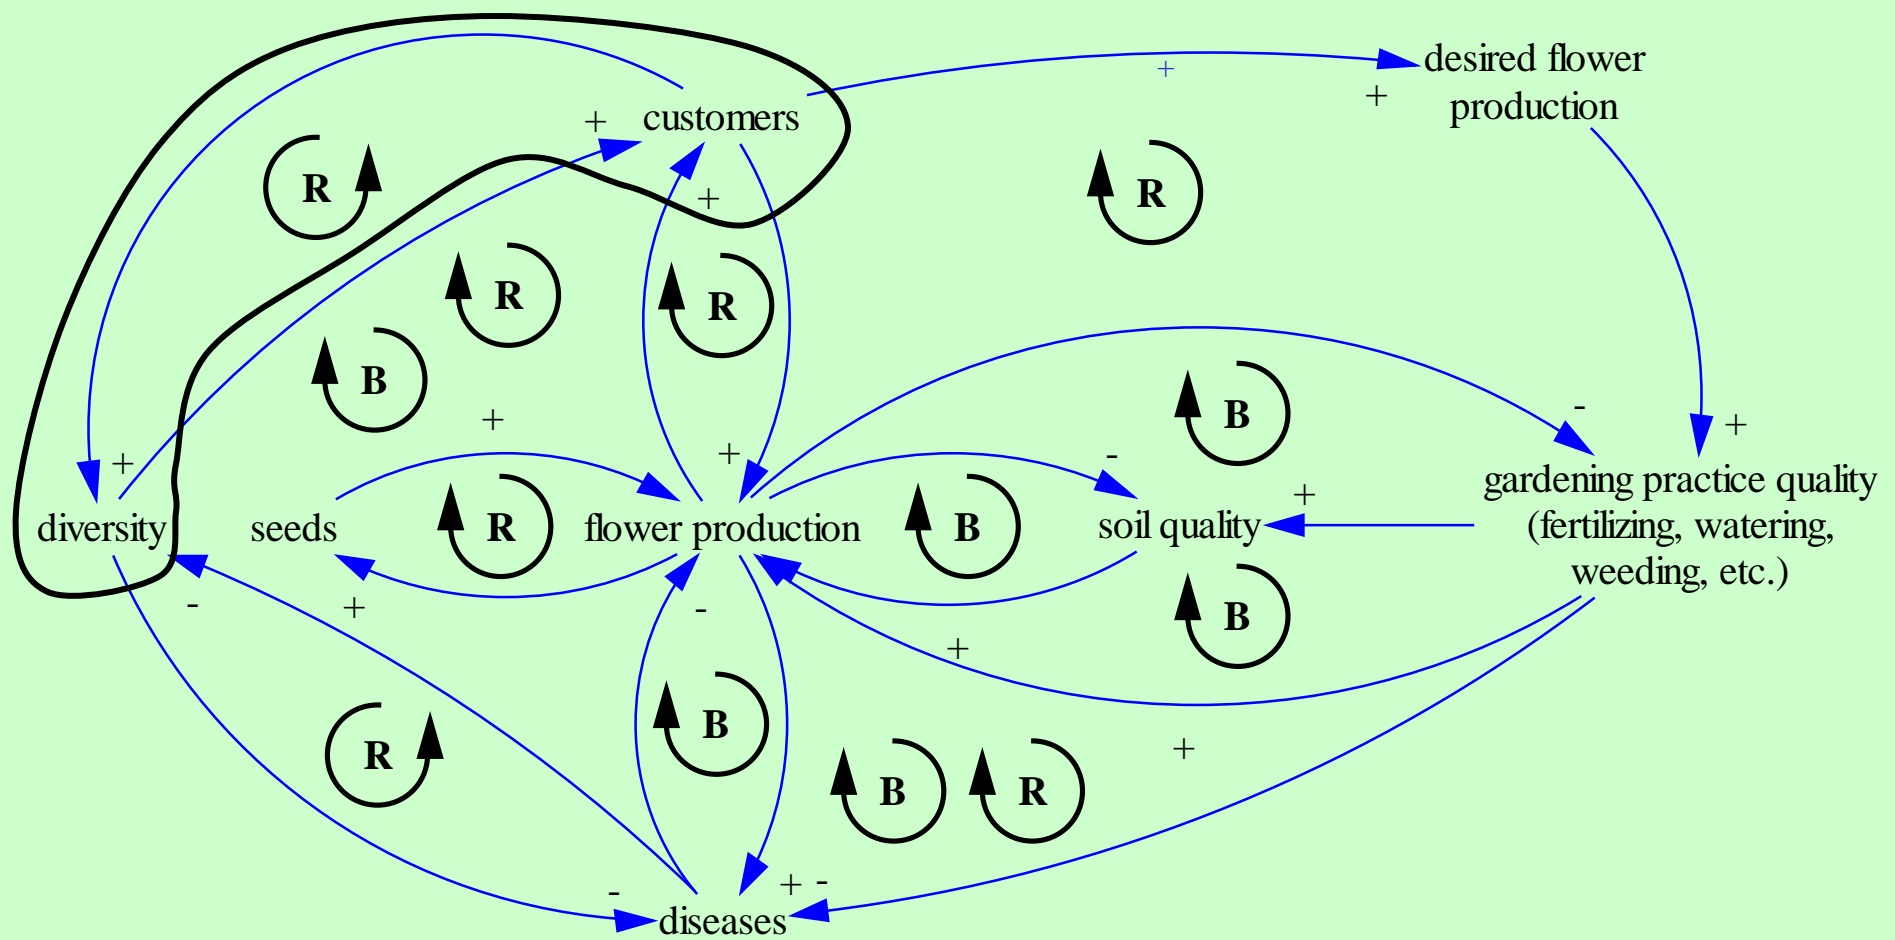 desired flower
production
+
+
+
customers
R
R
+
R
R
B
+
-
B
+
+
+
-
gardening practice quality
(fertilizing, watering,
weeding, etc.)
+
diversity
seeds
R
flower production
B
soil quality
-
+
-
B
+
R
B
+
B
R
-
+
-
diseases